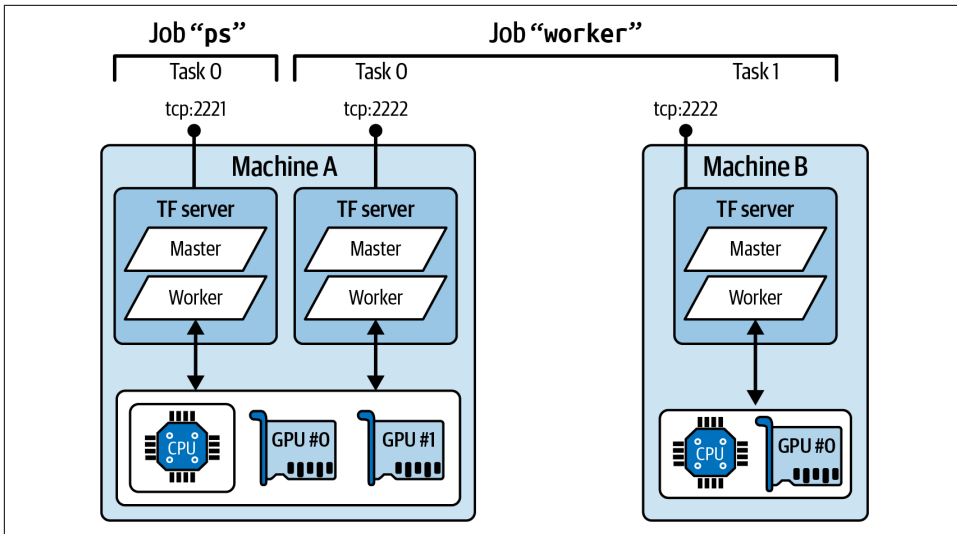 Job “ps”
Job “worker”
Task 0
Task 0
Task 1
tcp:2221
tcp:2222
tcp:2222
Machine A
Machine B
TF server
TF server
TF server
Master
Master
Master
Worker
Worker
Worker
CPU
GPU #0
GPU #1
CPU
GPU #0